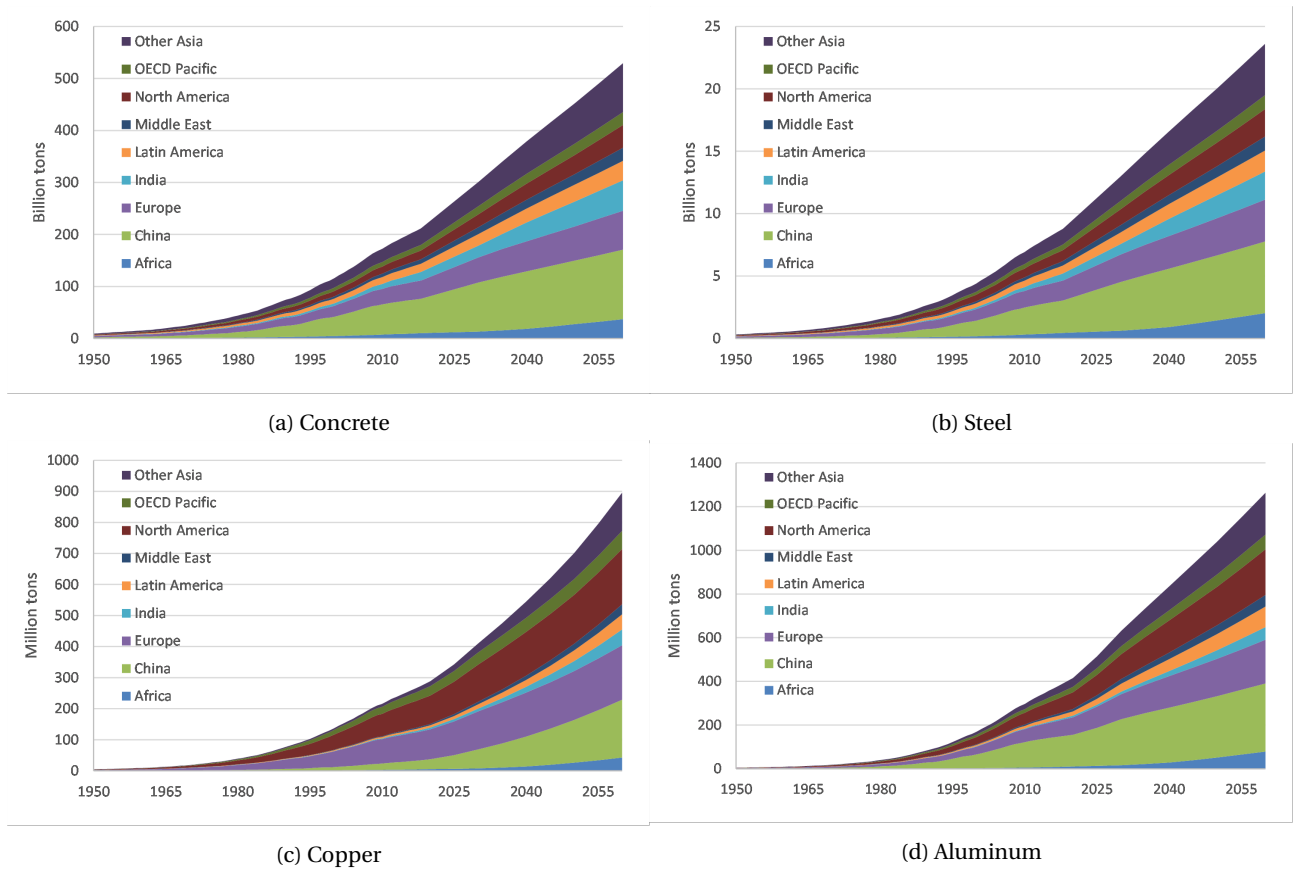 600
500
400
300
200
100
0
Billion tons
Other Asia
OECD Pacific
North America
Middle East
Latin America
India
Europe
China
Africa
1950 1965 1980 1995 2010 2025 2040 2055
(a) Concrete
25
20
15
10
5
0
Billion tons
Other Asia
OECD Pacific
North America
Middle East
Latin America
India
Europe
China
Africa
1950 1965 1980 1995 2010 2025 2040 2055
(b) Steel
1000
900
800
700
600
500
400
300
200
100
0
Million tons
Other Asia
OECD Pacific
North America
Middle East
Latin America
India
Europe
China
Africa
1950 1965 1980 1995 2010 2025 2040 2055
(c) Copper
1400
1200
1000
800
600
400
200
0
Million tons
Other Asia
OECD Pacific
North America
Middle East
Latin America
India
Europe
China
Africa
1950 1965 1980 1995 2010 2025 2040 2055
(d) Aluminum